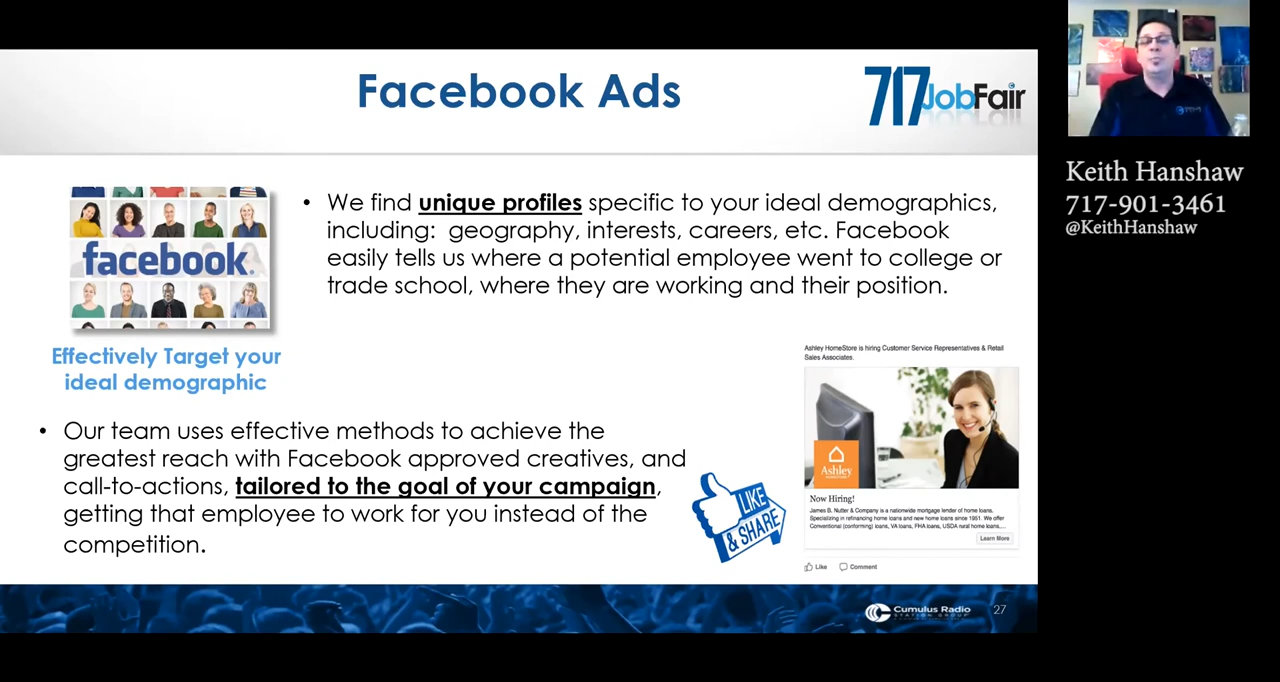 Facebook Ads
717JobFair
facebook.
Effectively Target your
ideal demographic
• We find unique profiles specific to your ideal demographics,
including:  geography, interests, careers, etc. Facebook
easily tells us where a potential employee went to college or
trade school, where they are working and their position.
• Our team uses effective methods to achieve the
greatest reach with Facebook approved creatives, and
call-to-actions, tailored to the goal of your campaign,
getting that employee to work for you instead of the
competition.
LIKE
& SHARE
Ashley HomeStore is hiring Customer Service Representatives & Retail
Sales Associates.
Ashley
Now Hiring!
James B. Nutter & Company is a nationwide mortgage lender of home loans.
Specializing in refinancing home loans and new home loans since 1951. We offer
Conventional (conforming) loans, VA loans, FHA loans, USDA rural home loans,...
Learn More
Like
Comment
Cumulus Radio
STATION GROUP
27
Keith Hanshaw
717-901-3461
@KeithHanshaw